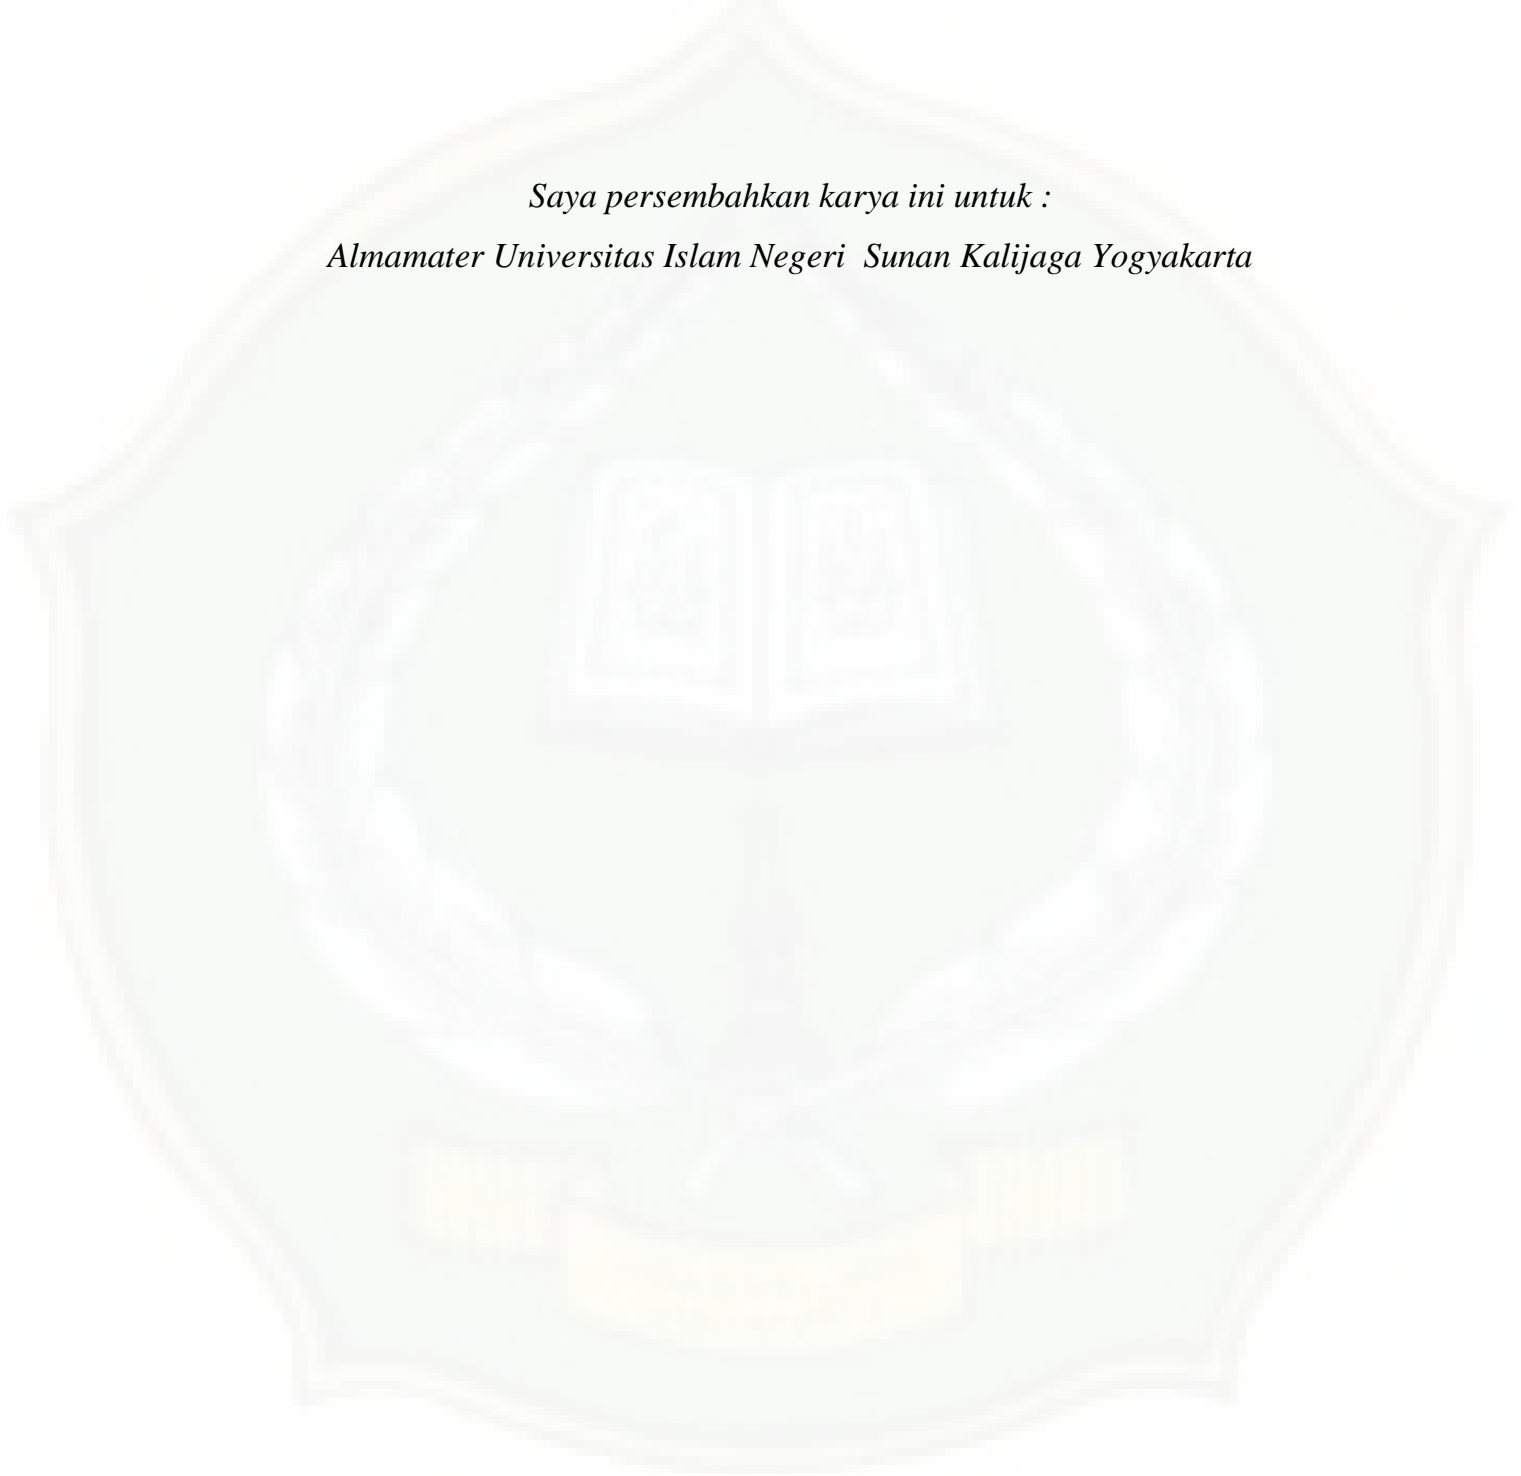 Saya persembahkan karya ini untuk :
Almamater Universitas Islam Negeri  Sunan Kalijaga Yogyakarta